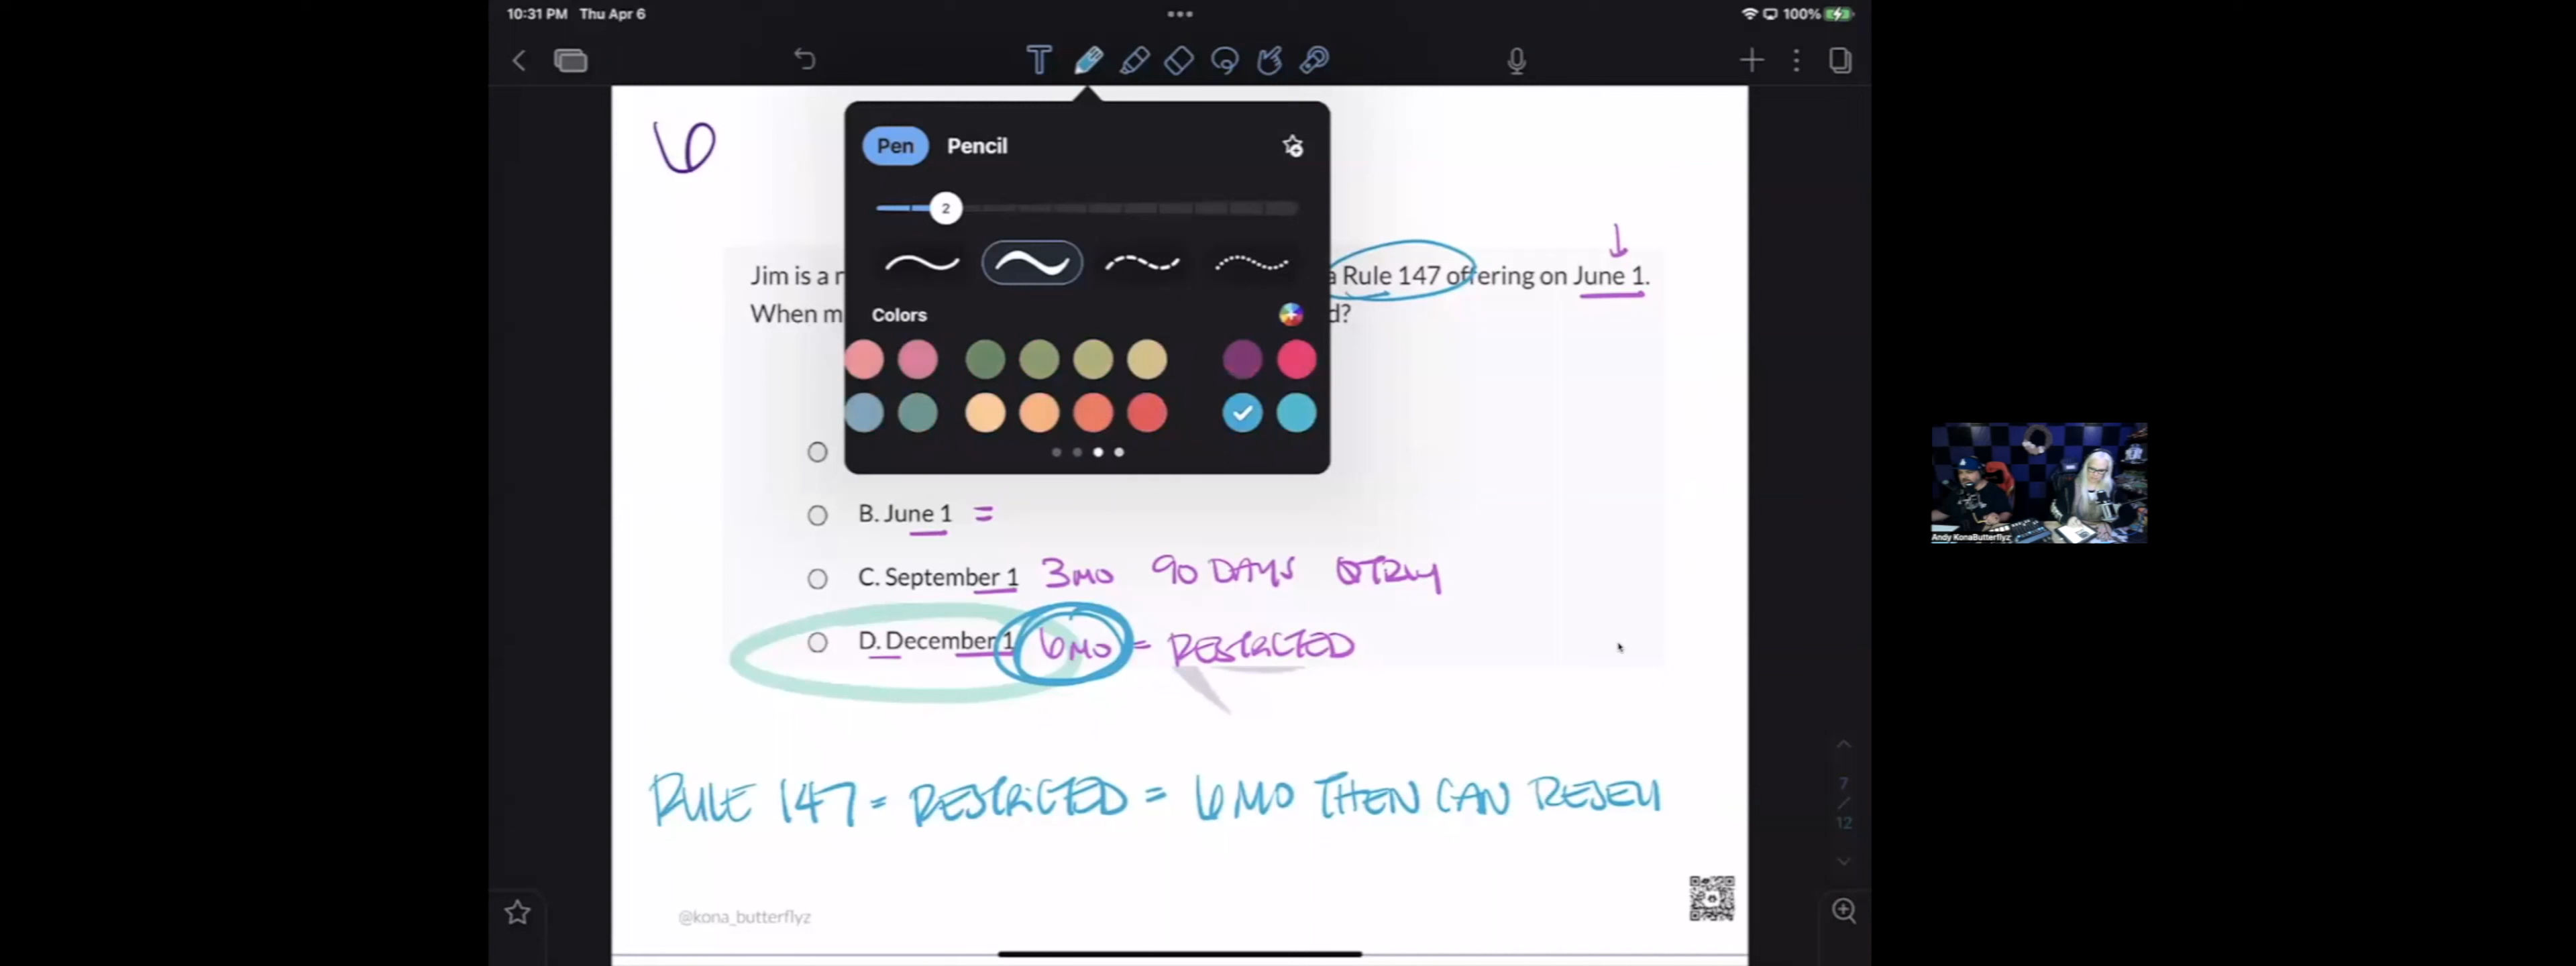 10:31 PM Thu Apr 6
100%
T
6
Pen Pencil
2
Jim is a r
a Rule 147 offering on June 1.
When m
d?
Colors
B. June 1 =
C. September 1 3MO 90 DAYS QTRLY
D. December 1 6MO = RESTRICTED
RULE 147 = RESTRICTED = 6 MO THEN CAN RESELL
7
/
12
@kona_butterflyz
Andy KonaButterflyz